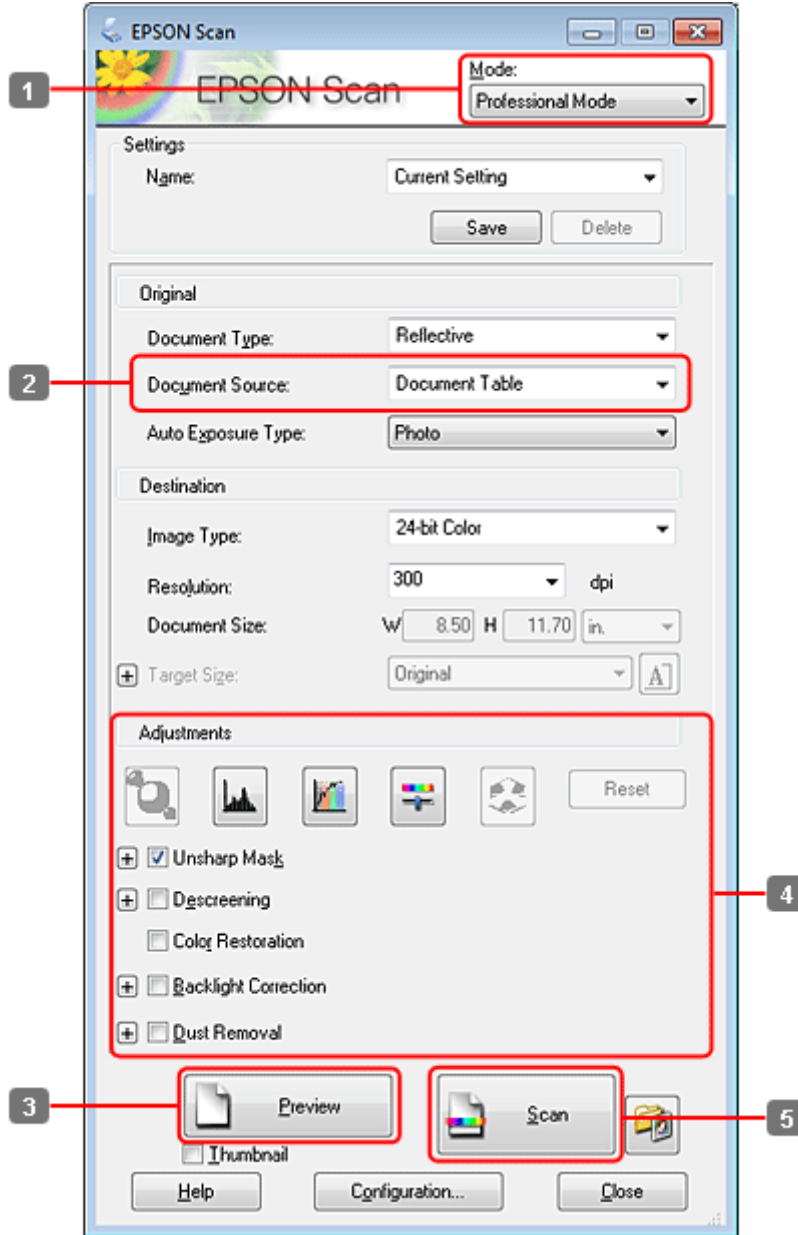 EPSON Scan
EPSON Scan
Mode:
1
Professional Mode
Settings
Name:
Current Setting
Save
Delete
Original
Document Type:
Reflective
2
Document Source:
Document Table
Auto Exposure Type:
Photo
Destination
Image Type:
24-bit Color
Resolution:
300
dpi
Document Size:
W
8.50
H
11.70
in.
Target Size:
Original
A
Adjustments
Reset
Unsharp Mask
4
Descreening
Color Restoration
Backlight Correction
Dust Removal
3
Preview
Scan
5
Thumbnail
Help
Configuration...
Close